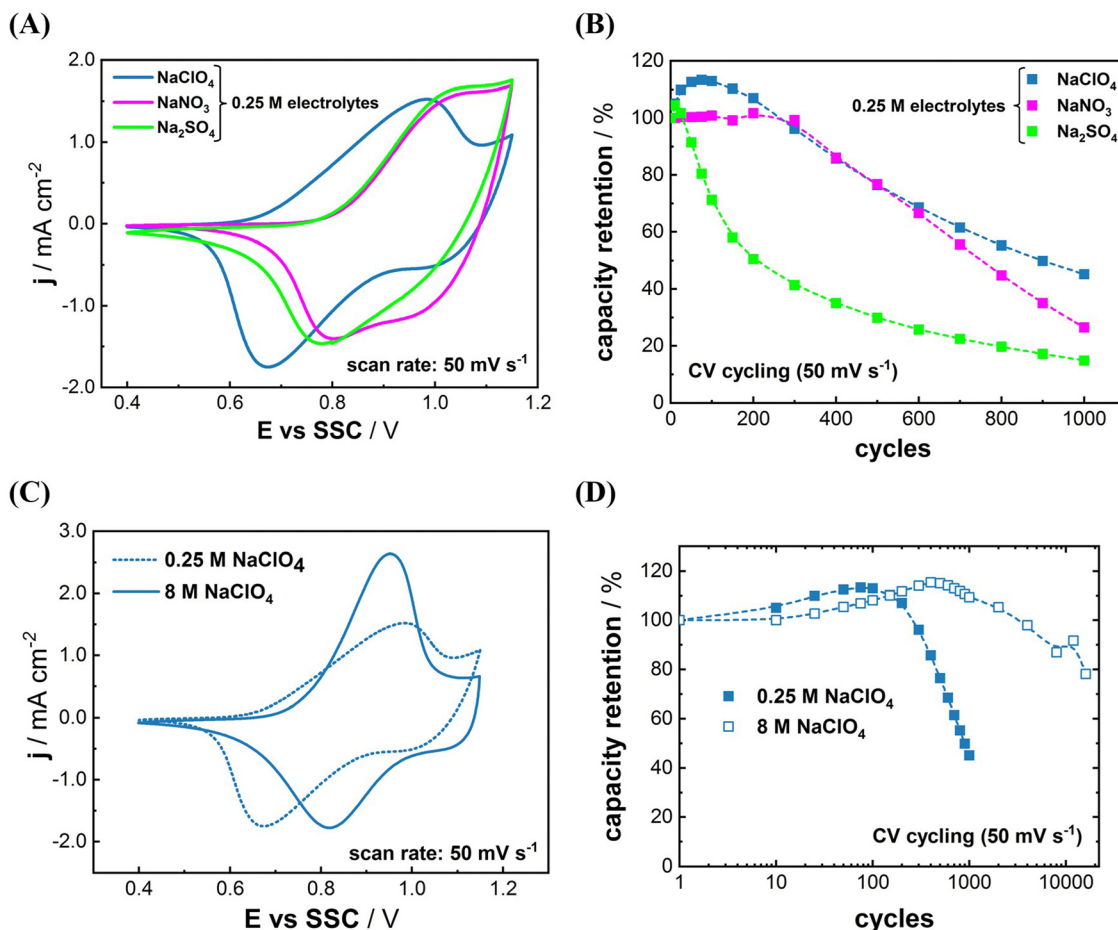 (A)
2.0
1.0
0.0
-1.0
-2.0
j / mA cm-2
NaClO4
NaNO3
Na2SO4
0.25 M electrolytes
scan rate: 50 mV s-1
0.4 0.6 0.8 1.0 1.2
E vs SSC / V
(B)
120
100
80
60
40
20
0
capacity retention / %
NaClO4
NaNO3
Na2SO4
0.25 M electrolytes
CV cycling (50 mV s-1)
0 200 400 600 800 1000
cycles
(C)
3.0
2.0
1.0
0.0
-1.0
-2.0
j / mA cm-2
0.25 M NaClO4
8 M NaClO4
scan rate: 50 mV s-1
0.4 0.6 0.8 1.0 1.2
E vs SSC / V
(D)
120
100
80
60
40
20
0
capacity retention / %
0.25 M NaClO4
8 M NaClO4
CV cycling (50 mV s-1)
1 10 100 1000 10000
cycles